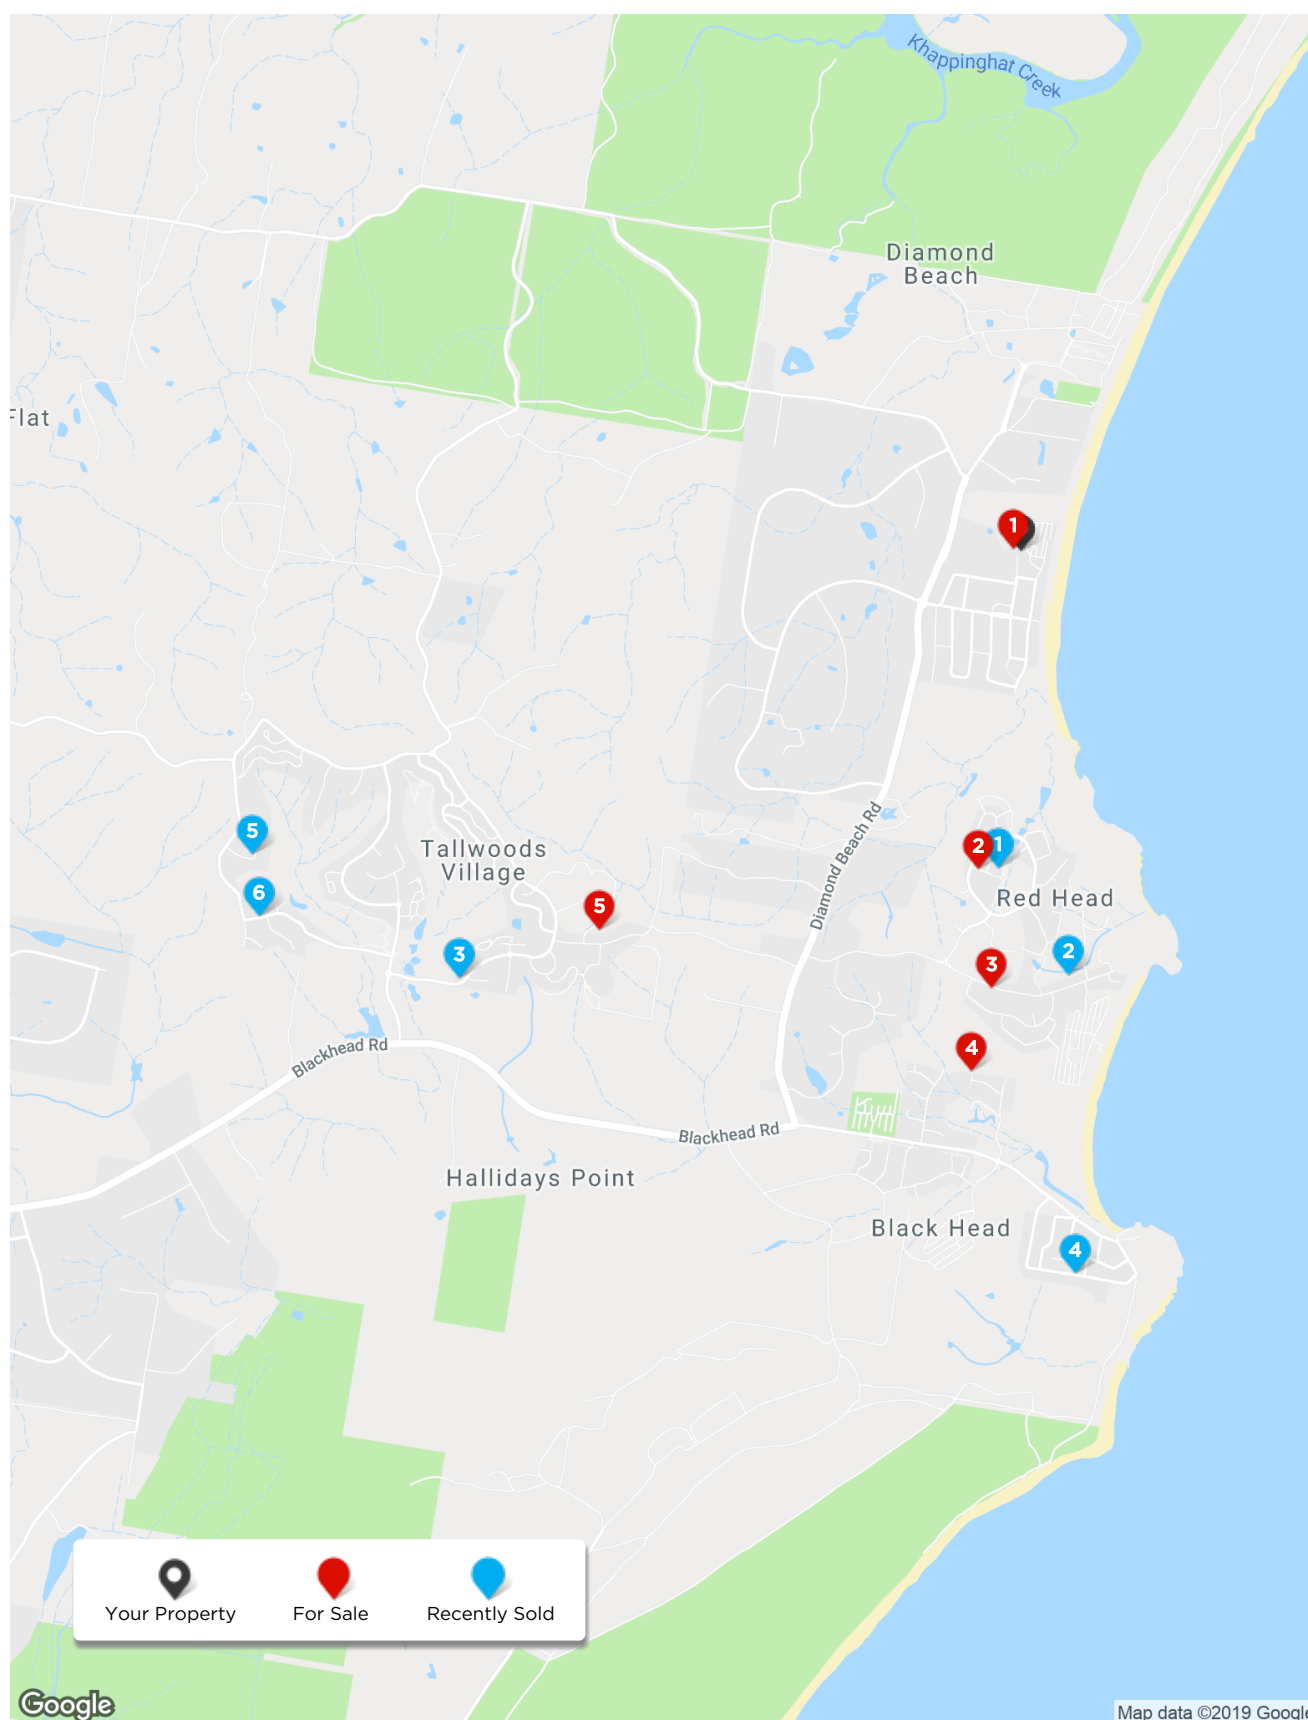 Khappinghat Creek
Diamond
Beach
Flat
1
Diamond Beach Rd
5
2
1
Tallwoods
Village
6
Red Head
5
3
2
3
4
Blackhead Rd
Blackhead Rd
Hallidays Point
Black Head
4
Your Property
For Sale
Recently Sold
Google
Map data ©2019 Google